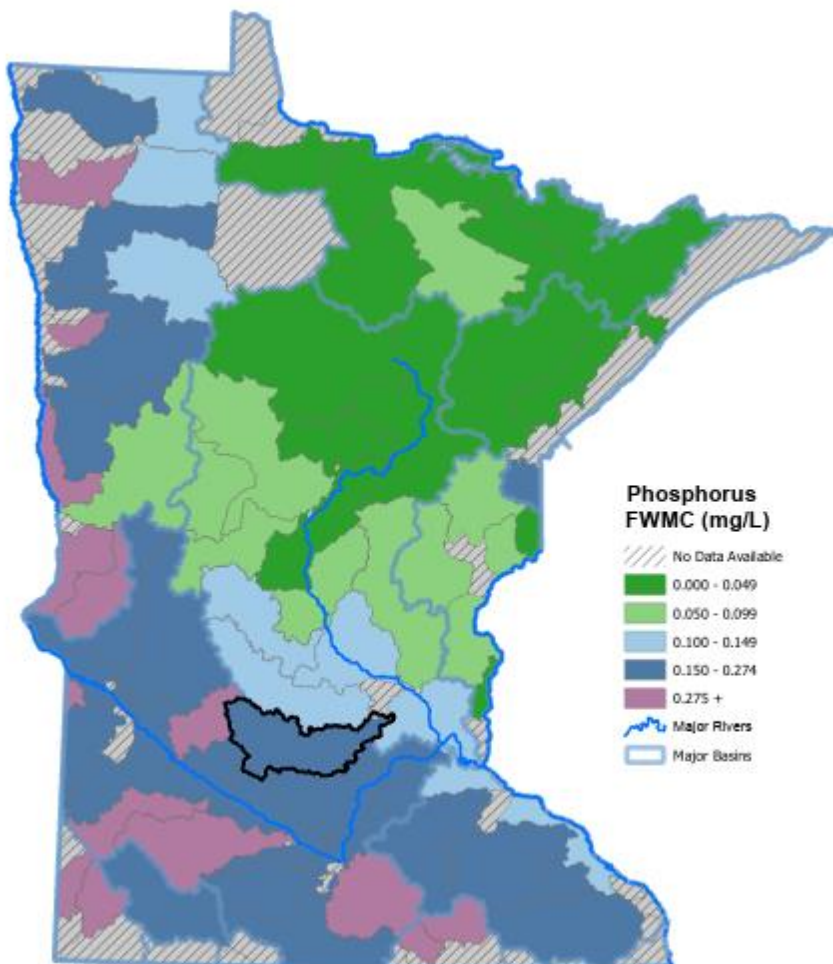 Phosphorus
FWMC (mg/L)
No Data Available
0.000 - 0.049
0.050 - 0.099
0.100 - 0.149
0.150 - 0.274
0.275 +
Major Rivers
Major Basins